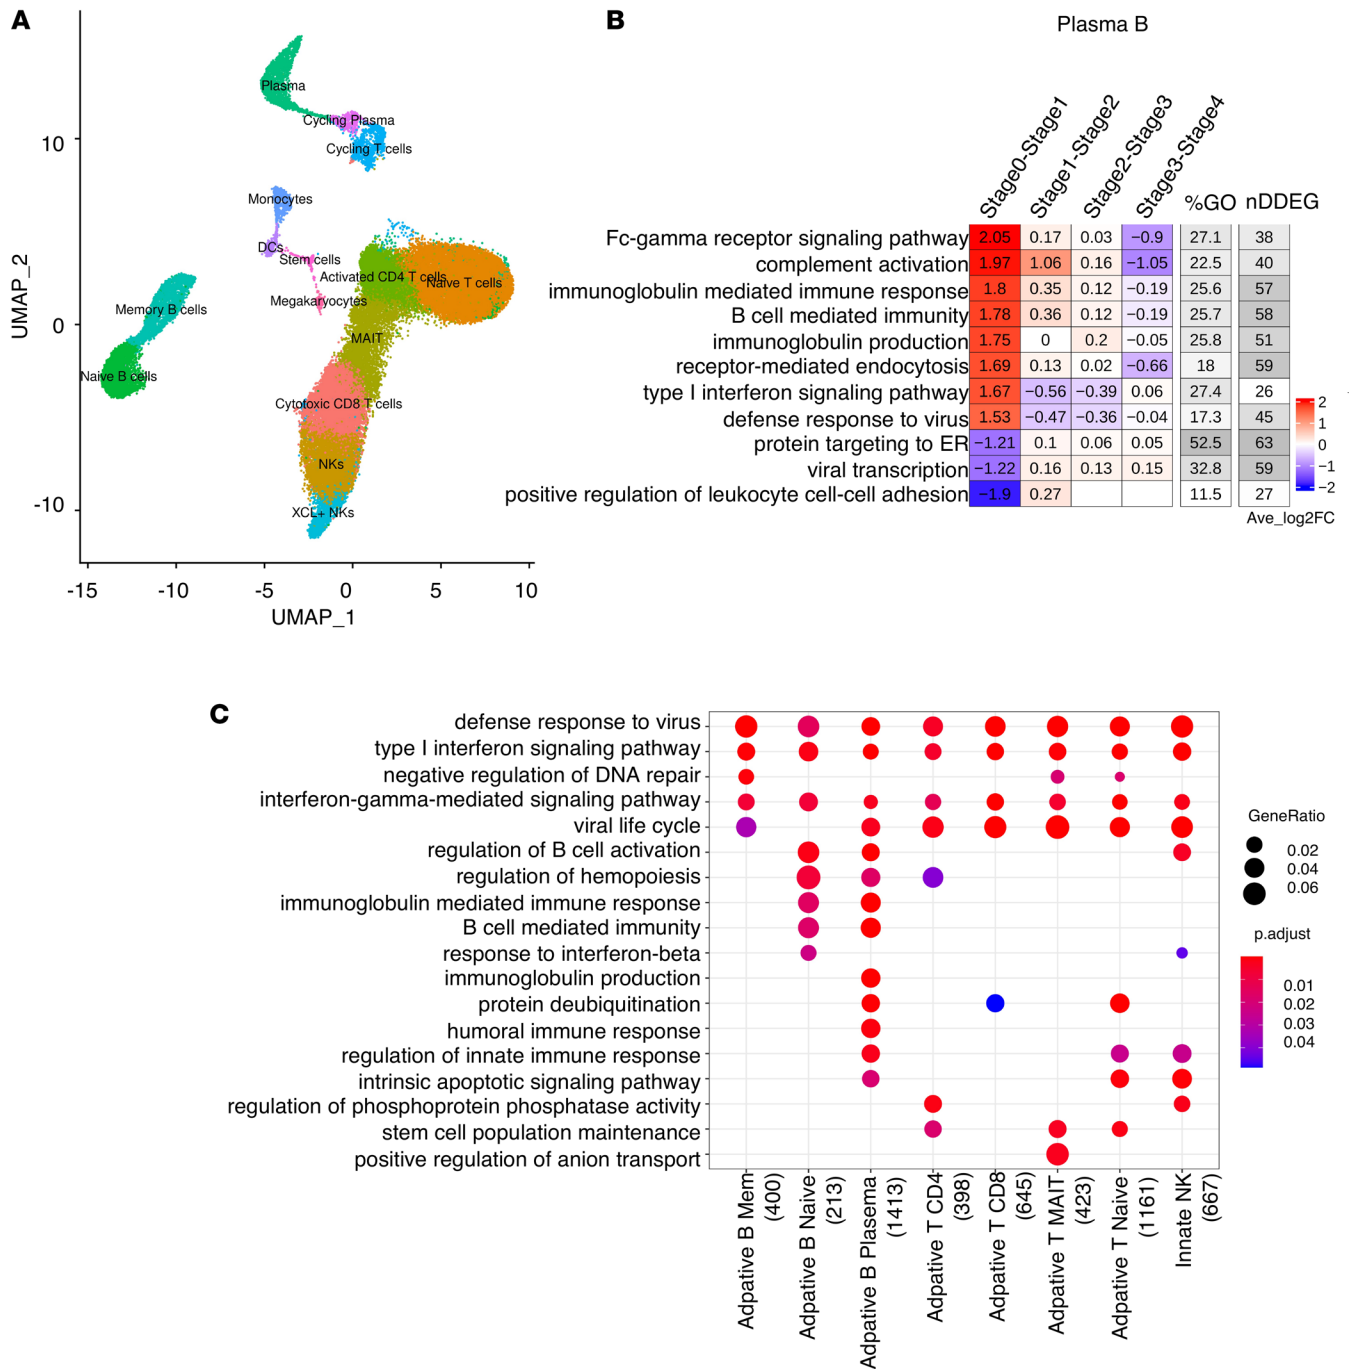 A
Plasma
Cycling Plasma
Cycling T cells
Monocytes
DCs
Stem cells
Activated CD4 T cells
Naive T cells
Megakaryocytes
Memory B cells
MAIT
Naive B cells
Cytotoxic CD8 T cells
NKs
XCL+ NKs
10
0
-10
UMAP_2
-15 -10 -5 0 5 10
UMAP_1
B
Plasma B
Stage0-Stage1 Stage1-Stage2 Stage2-Stage3 Stage3-Stage4 %GO nDDEG
Fc-gamma receptor signaling pathway 2.05 0.17 0.03 −0.9 27.1 38
complement activation 1.97 1.06 0.16 −1.05 22.5 40
immunoglobulin mediated immune response 1.8 0.35 0.12 −0.19 25.6 57
B cell mediated immunity 1.78 0.36 0.12 −0.19 25.7 58
immunoglobulin production 1.75 0 0.2 −0.05 25.8 51
receptor-mediated endocytosis 1.69 0.13 0.02 −0.66 18 59
type I interferon signaling pathway 1.67 −0.56 −0.39 0.06 27.4 26
defense response to virus 1.53 −0.47 −0.36 −0.04 17.3 45
protein targeting to ER −1.21 0.1 0.06 0.05 52.5 63
viral transcription −1.22 0.16 0.13 0.15 32.8 59
positive regulation of leukocyte cell-cell adhesion −1.9 0.27 11.5 27
2
1
0
−1
−2
Ave_log2FC
C
defense response to virus
type I interferon signaling pathway
negative regulation of DNA repair
interferon-gamma-mediated signaling pathway
viral life cycle
regulation of B cell activation
regulation of hemopoiesis
immunoglobulin mediated immune response
B cell mediated immunity
response to interferon-beta
immunoglobulin production
protein deubiquitination
humoral immune response
regulation of innate immune response
intrinsic apoptotic signaling pathway
regulation of phosphoprotein phosphatase activity
stem cell population maintenance
positive regulation of anion transport
Adpative B Mem
(400)
Adpative B Naive
(213)
Adpative B Plasema
(1413)
Adpative T CD4
(398)
Adpative T CD8
(645)
Adpative T MAIT
(423)
Adpative T Naive
(1161)
Innate NK
(667)
GeneRatio
0.02
0.04
0.06
p.adjust
0.01
0.02
0.03
0.04